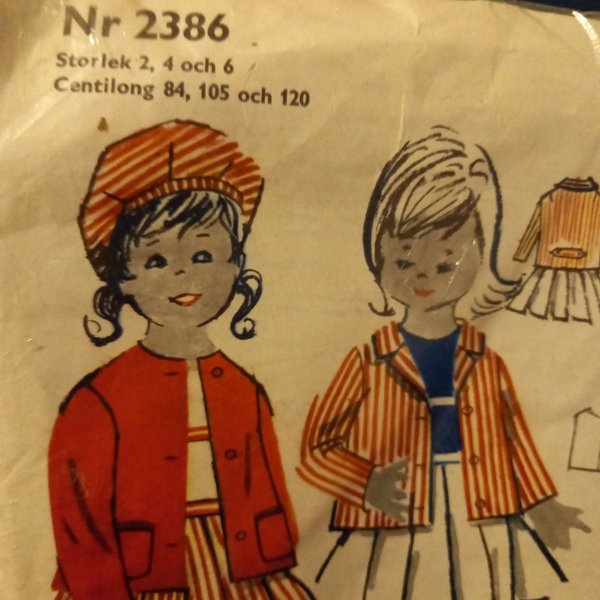 Nr 2386
Storlek 2, 4 och 6
Centilong 84, 105 och 120